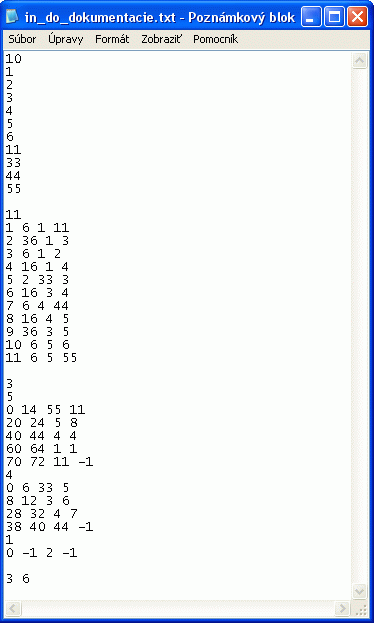 in_do_dokumentacie.txt - Poznámkový blok
Súbor Úpravy Formát Zobraziť Pomocník
10
1
2
3
4
5
6
11
33
44
55

11
1 6 1 11
2 36 1 3
3 6 1 2
4 16 1 4
5 2 33 3
6 16 3 4
7 6 4 44
8 16 4 5
9 36 3 5
10 6 5 6
11 6 5 55

3
5
0 14 55 11
20 24 5 8
40 44 4 4
60 64 1 1
70 72 11 -1
4
0 6 33 5
8 12 3 6
28 32 4 7
38 40 44 -1
1
0 -1 2 -1

3 6